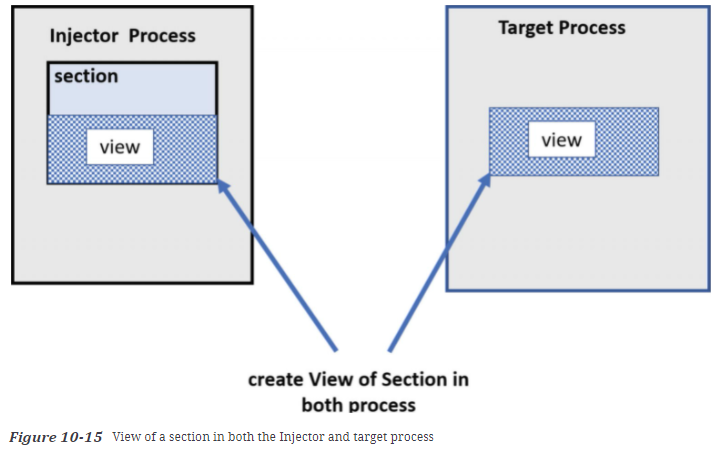 Injector Process
section
view
Target Process
view
create View of Section in
both process
Figure 10-15 View of a section in both the Injector and target process